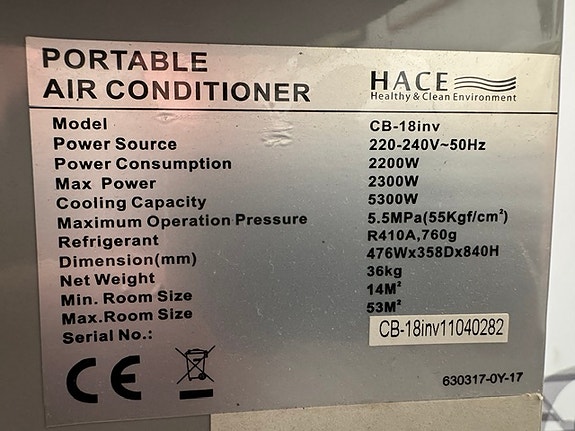 PORTABLE
AIR CONDITIONER
HACE
Healthy & Clean Environment
Model CB-18inv
Power Source 220-240V~50Hz
Power Consumption 2200W
Max Power 2300W
Cooling Capacity 5300W
Maximum Operation Pressure 5.5MPa(55Kgf/cm²)
Refrigerant R410A,760g
Dimension(mm) 476Wx358Dx840H
Net Weight 36kg
Min. Room Size 14M²
Max.Room Size 53M²
Serial No.: CB-18inv11040282
CE
630317-0Y-17